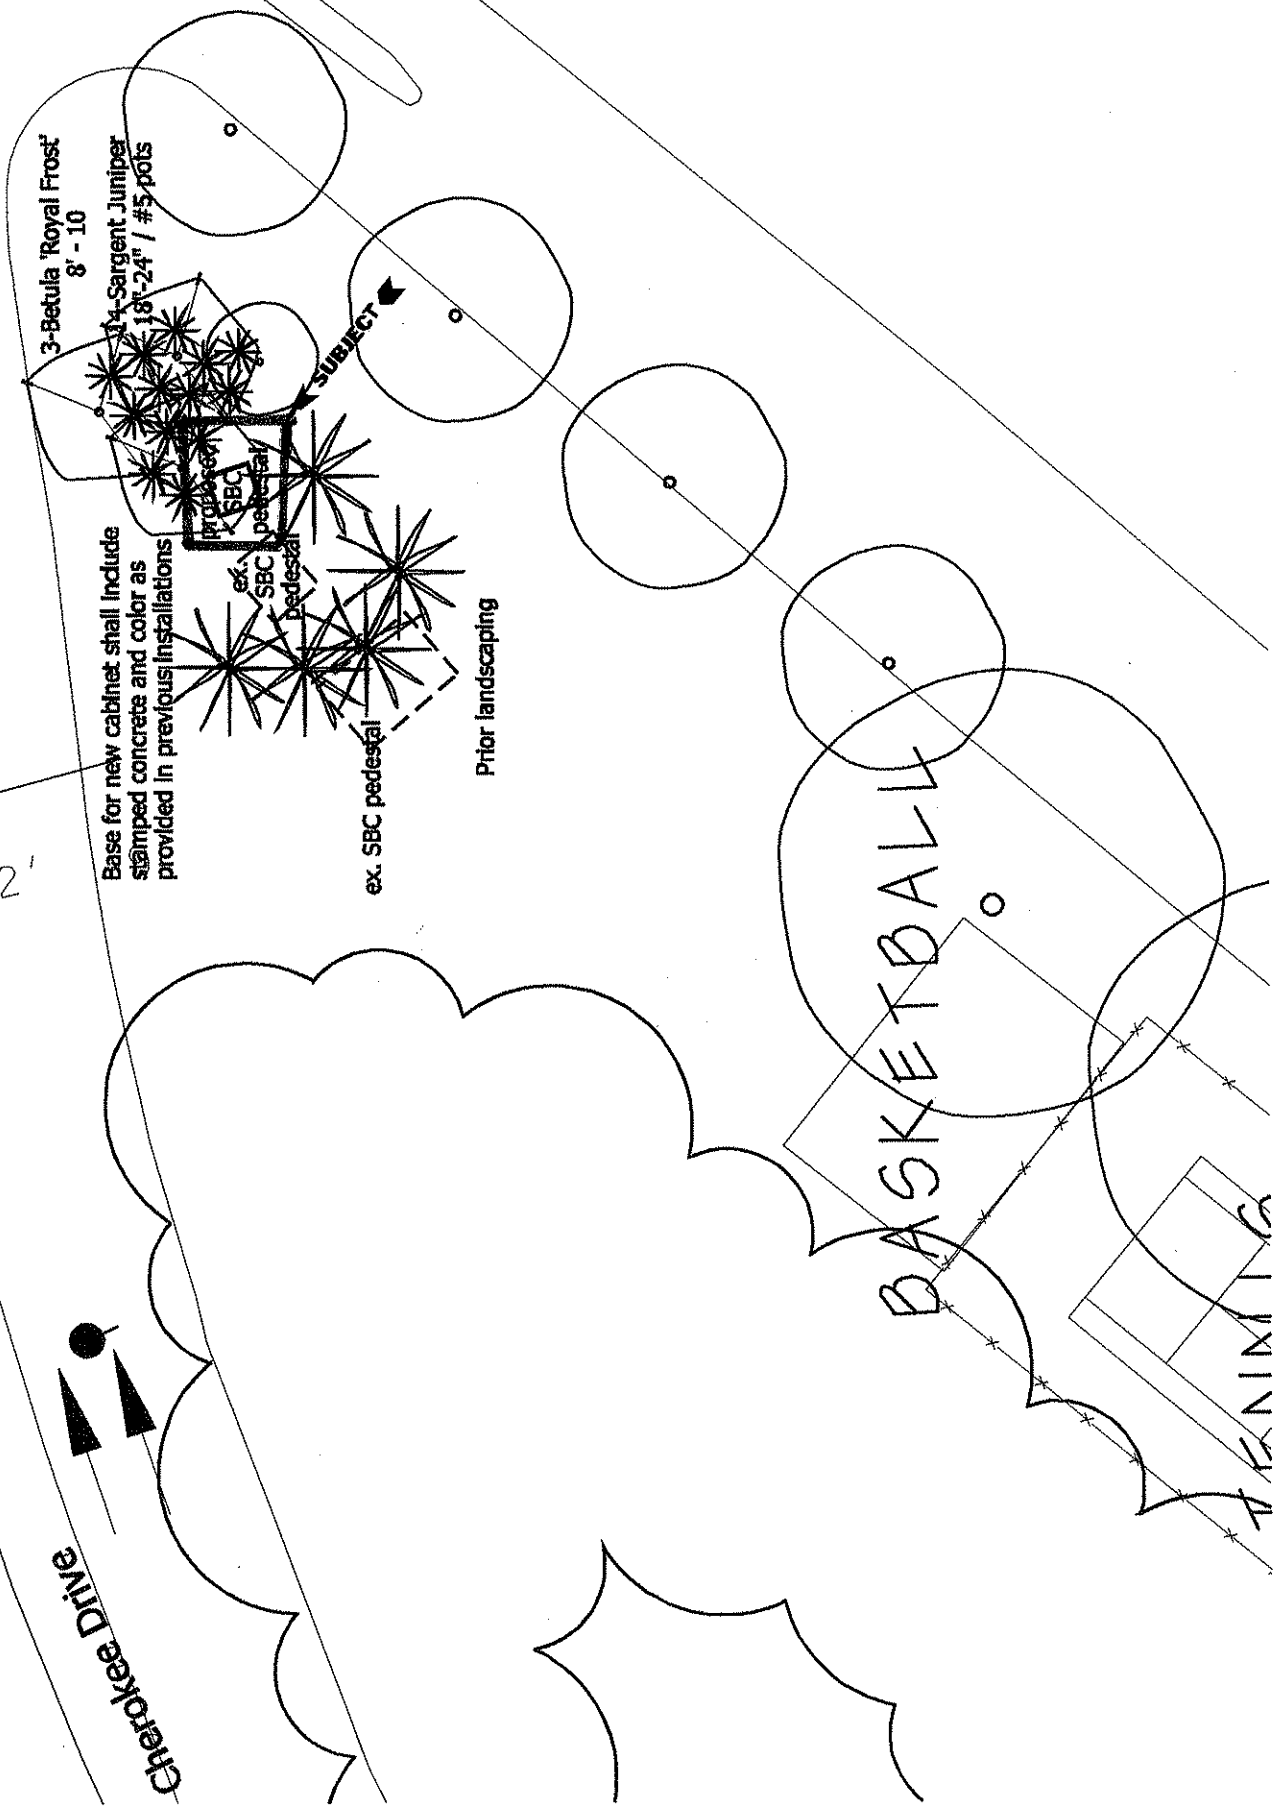 3-Betula 'Royal Frost'
8' - 10
14-Sargent Juniper
18"-24" / #5 pots
SUBJECT
proposed
SBC
pedestal
ex.
SBC
pedestal
Base for new cabinet shall include
stamped concrete and color as
provided in previous installations
ex. SBC pedestal
Prior landscaping
2'
BASKETBALL
TENNIS
Cherokee Drive